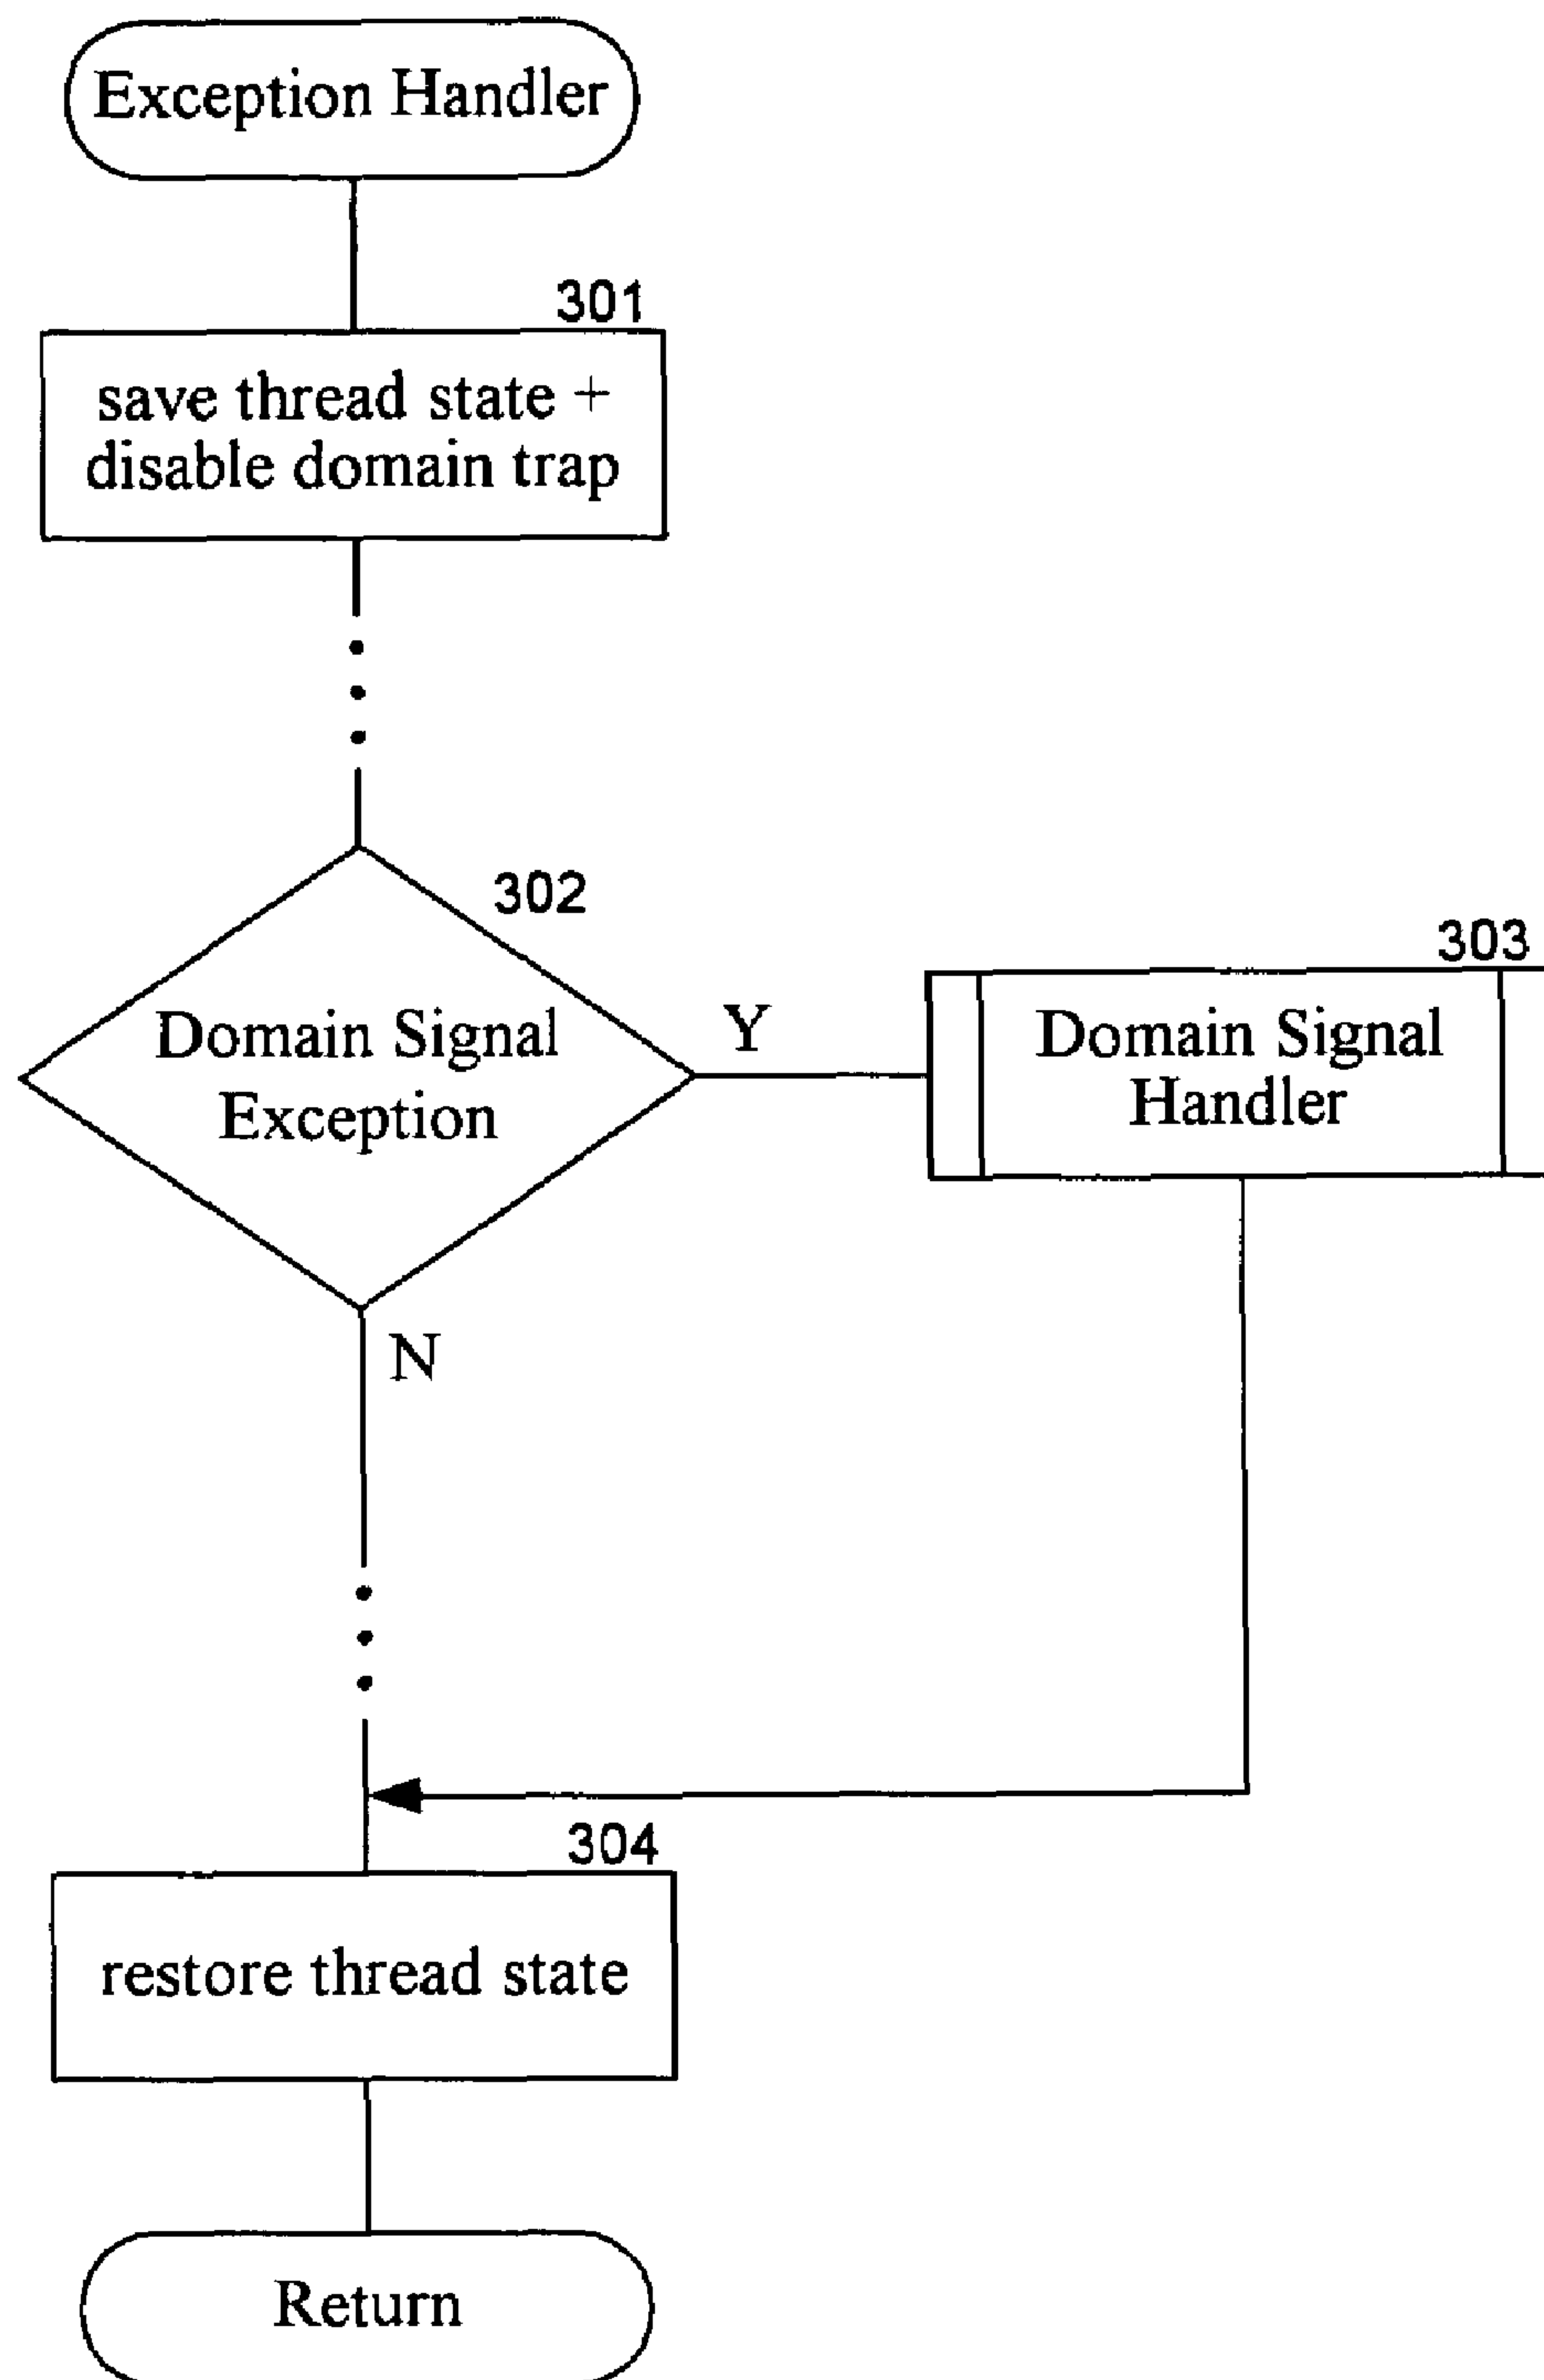 Exception Handler
301
save thread state +
disable domain trap
302
Domain Signal
Exception
Y
303
Domain Signal
Handler
N
304
restore thread state
Return